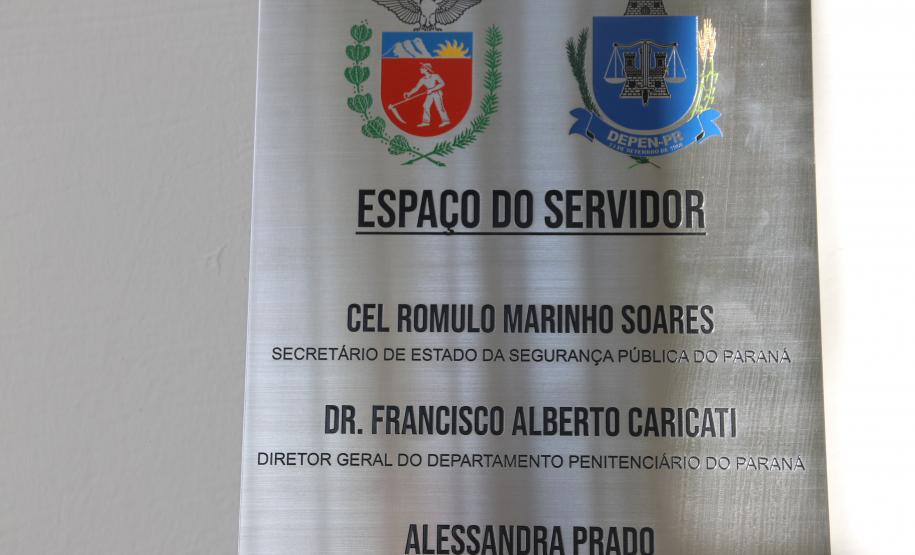 DEPEN-PR
ESPAÇO DO SERVIDOR
CEL ROMULO MARINHO SOARES
SECRETÁRIO DE ESTADO DA SEGURANÇA PÚBLICA DO PARANÁ
DR. FRANCISCO ALBERTO CARICATI
DIRETOR GERAL DO DEPARTAMENTO PENITENCIÁRIO DO PARANÁ
ALESSANDRA PRADO